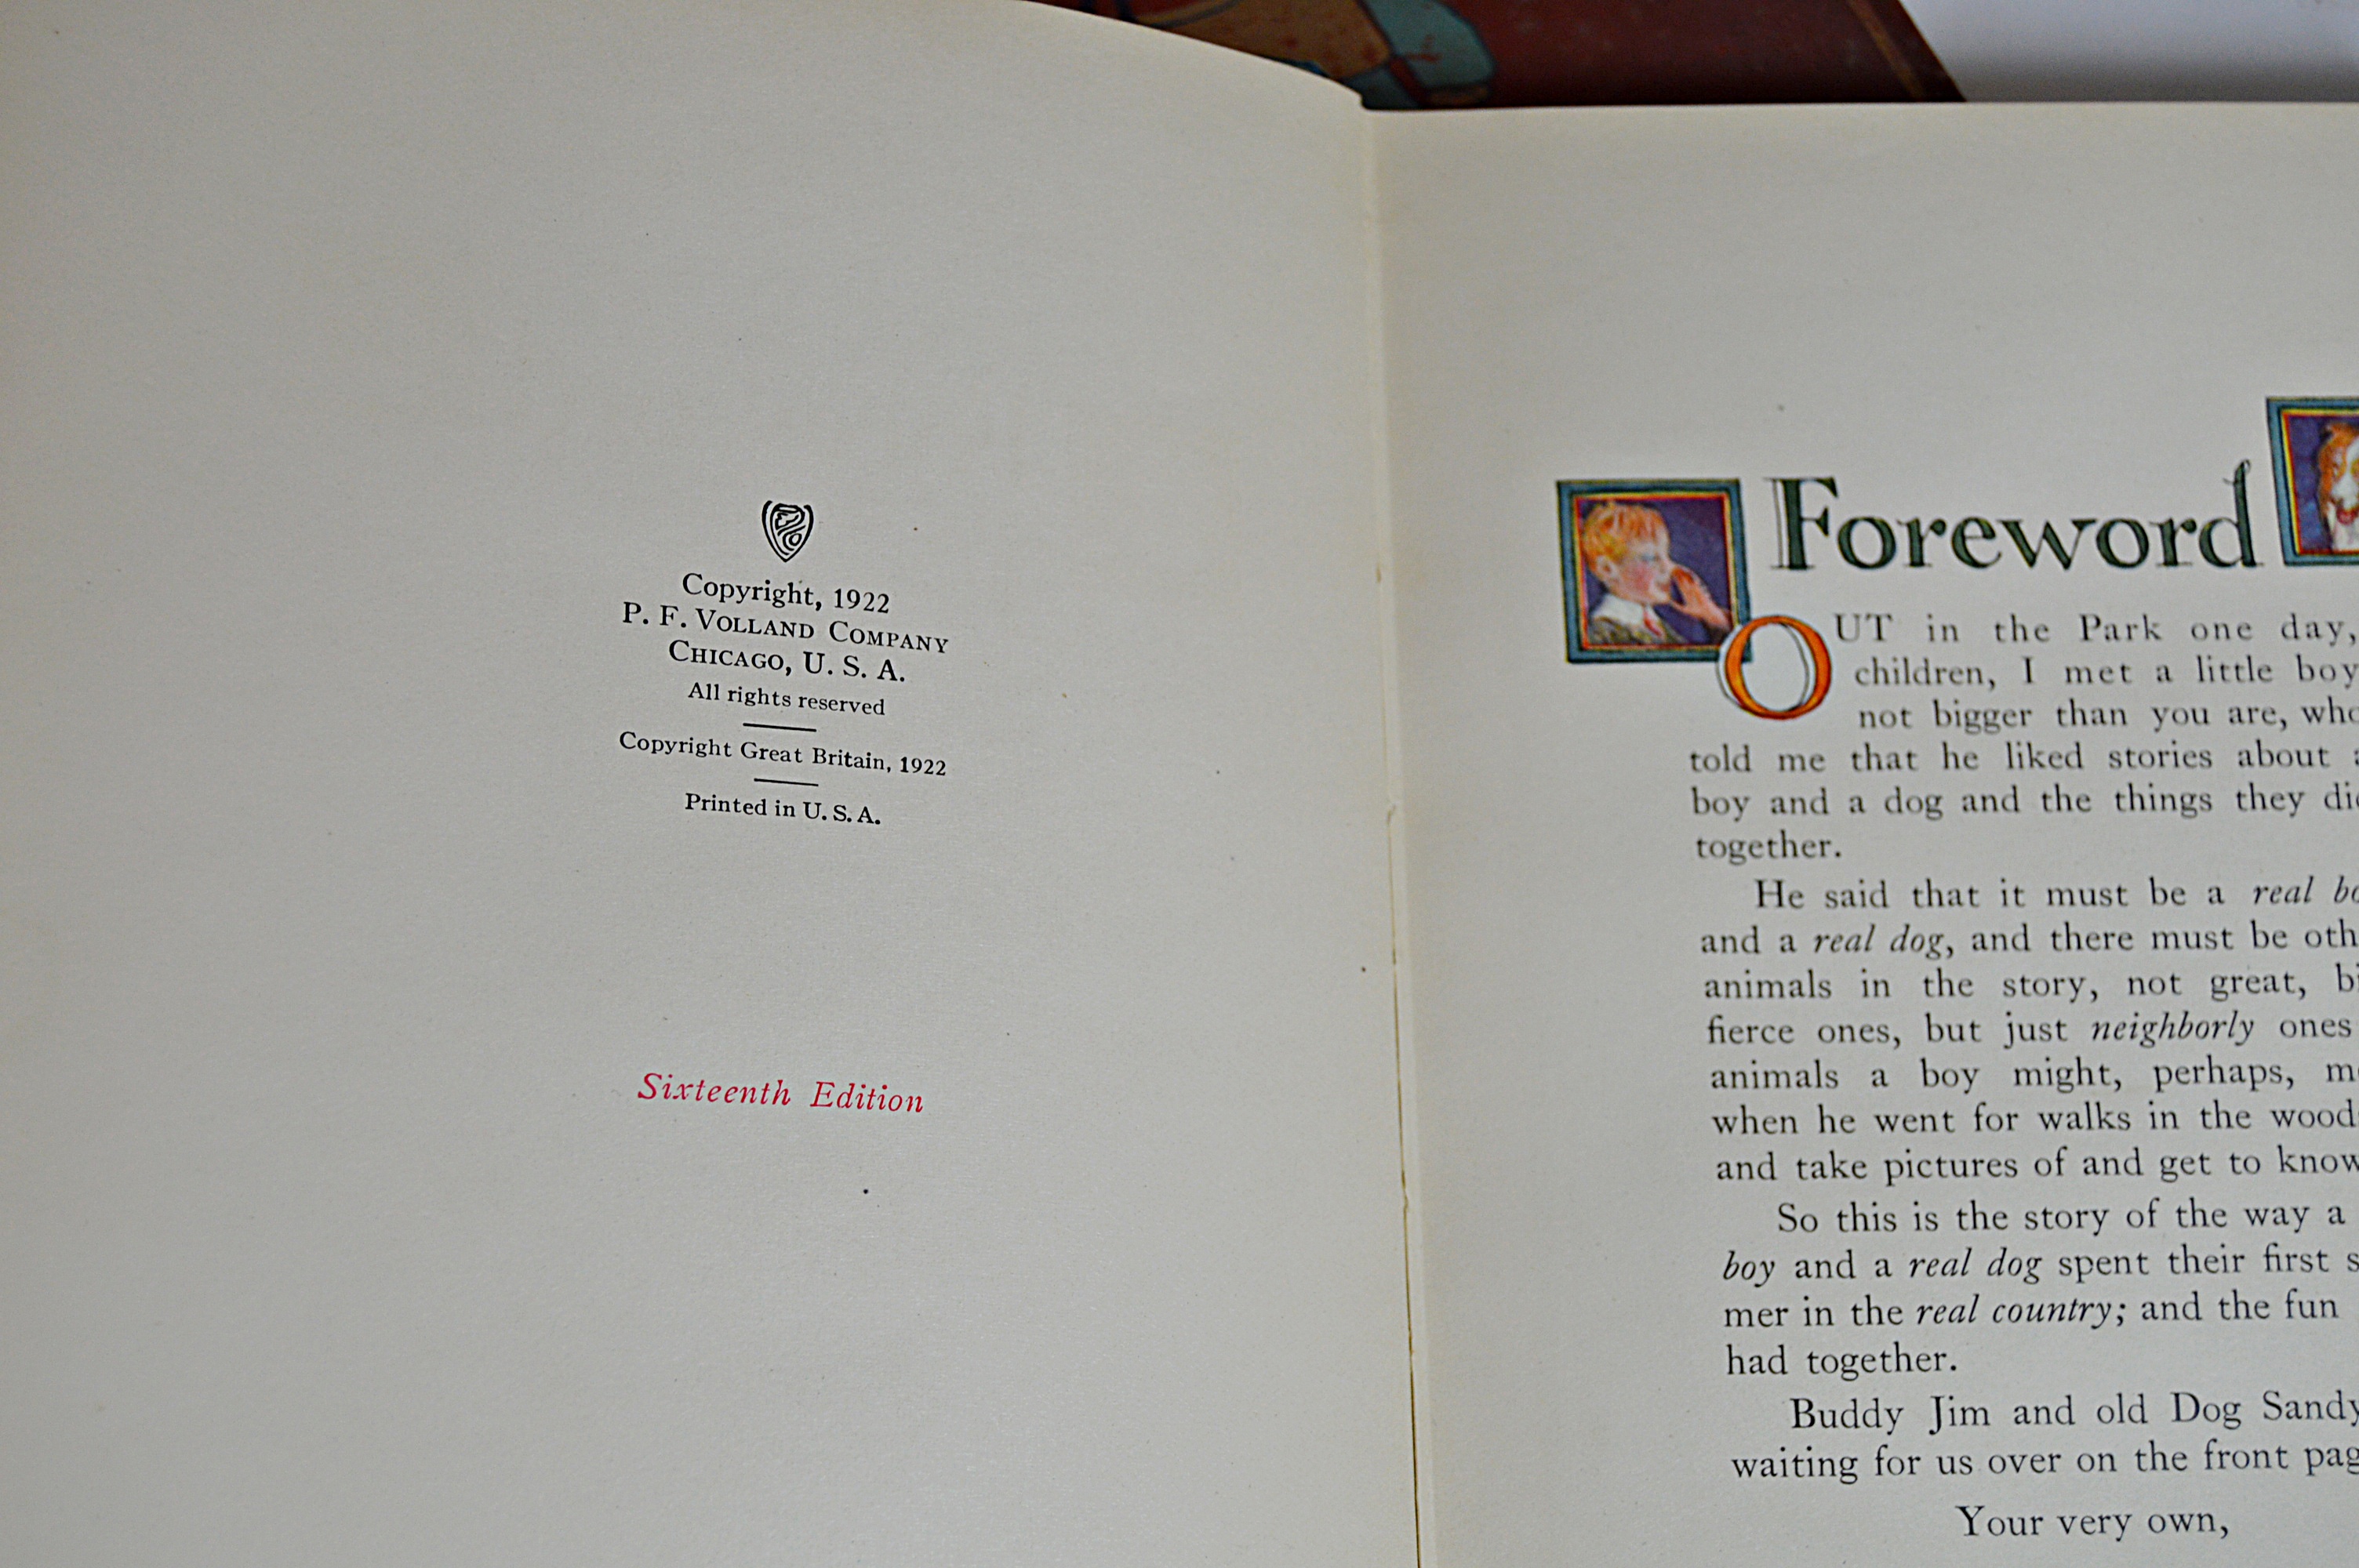 Copyright, 1922
P. F. VOLLAND COMPANY
CHICAGO, U. S. A.
All rights reserved
Copyright Great Britain, 1922
Printed in U. S. A.
Sixteenth Edition
Foreword
OUT in the Park one day,
children, I met a little boy
not bigger than you are,
told me that he liked stories about
boy and a dog and the things they
together.
He said that it must be a real
and a real dog, and there must be
animals in the story, not great,
fierce ones, but just neighborly ones
animals a boy might, perhaps,
when he went for walks in the
and take pictures of and get to know
So this is the story of the way a
boy and a real dog spent their first
mer in the real country; and the fun
had together.
Buddy Jim and old Dog Sandy
waiting for us over on the front
Your very own,